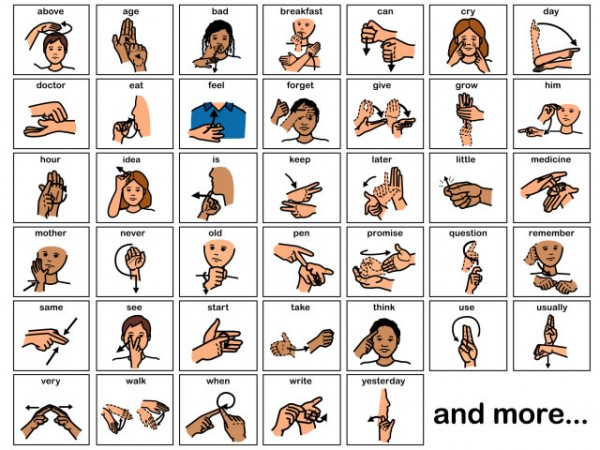 above age bad breakfast can cry day
doctor eat feel forget give grow him
hour idea is keep later little medicine
mother never old pen promise question remember
same see start take think use usually
very walk when write yesterday
and more...